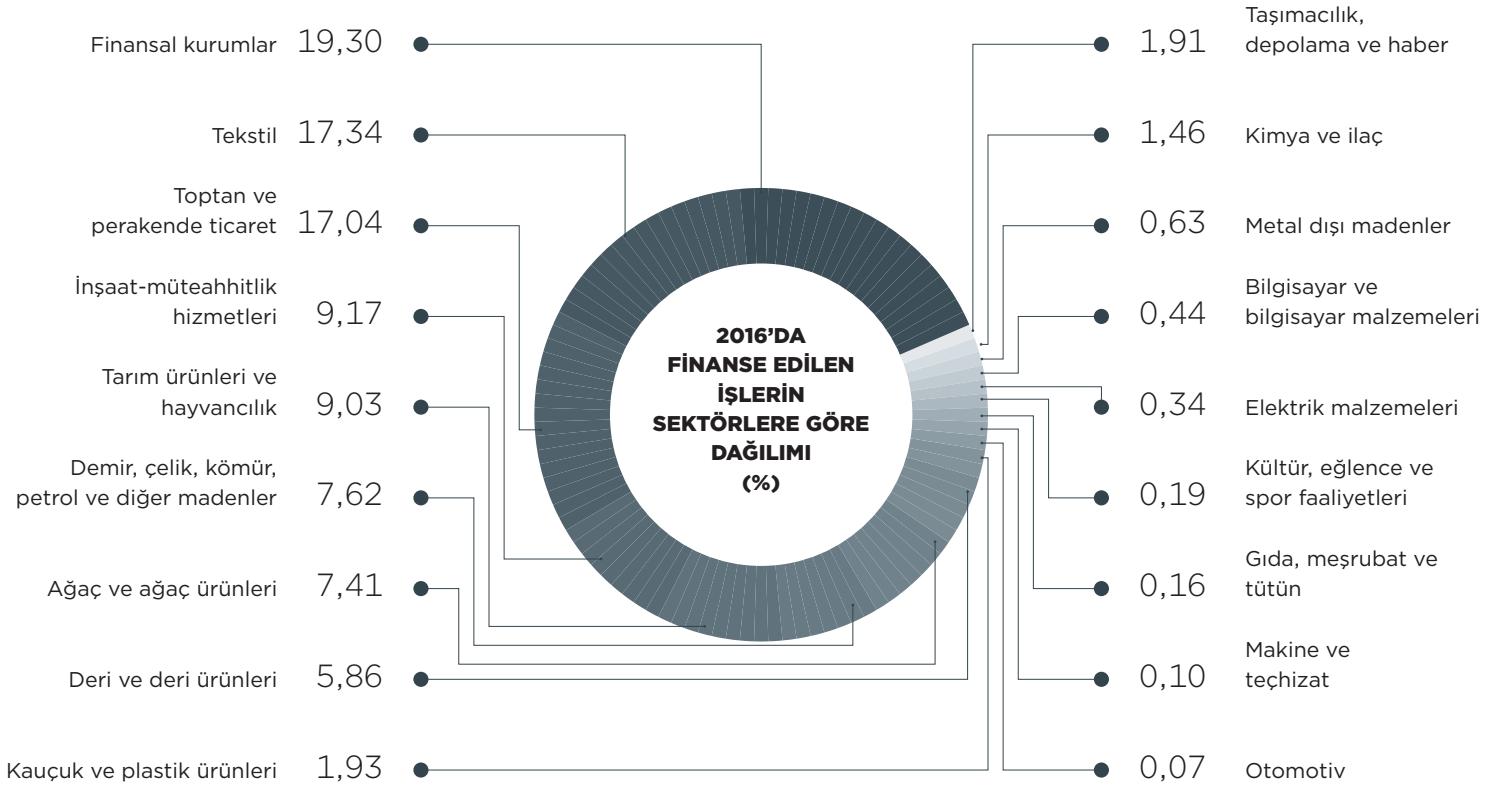 Finansal kurumlar 19,30
Tekstil 17,34
Toptan ve
perakende ticaret 17,04
İnşaat-müteahhitlik
hizmetleri 9,17
Tarım ürünleri ve
hayvancılık 9,03
Demir, çelik, kömür,
petrol ve diğer madenler 7,62
Ağaç ve ağaç ürünleri 7,41
Deri ve deri ürünleri 5,86
Kauçuk ve plastik ürünleri 1,93
2016’DA
FİNANSE EDİLEN
İŞLERİN
SEKTÖRLERE GÖRE
DAĞILIMI
(%)
Taşımacılık,
1,91 depolama ve haber
1,46 Kimya ve ilaç
0,63 Metal dışı madenler
Bilgisayar ve
0,44 bilgisayar malzemeleri
0,34 Elektrik malzemeleri
Kültür, eğlence ve
0,19 spor faaliyetleri
Gıda, meşrubat ve
0,16 tütün
Makine ve
0,10 teçhizat
0,07 Otomotiv